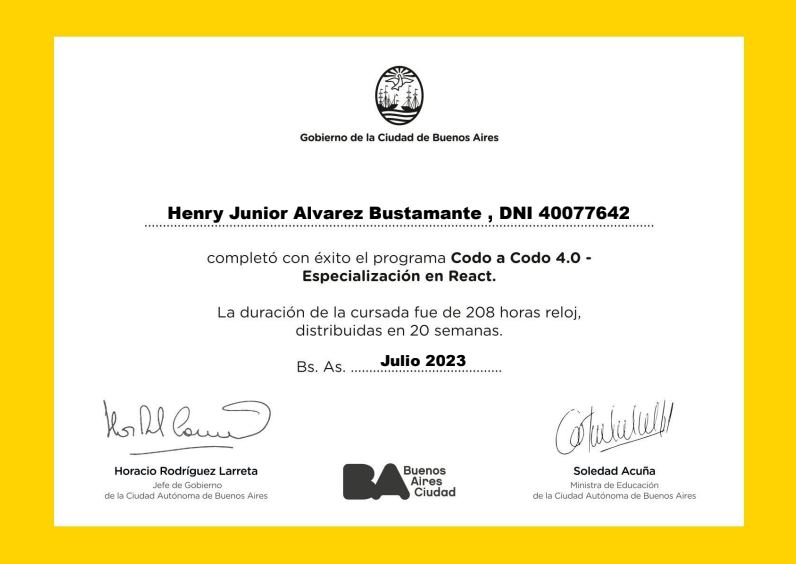 Gobierno de la Ciudad de Buenos Aires
Henry Junior Alvarez Bustamante , DNI 40077642
completó con éxito el programa Codo a Codo 4.0 -
Especialización en React.
La duración de la cursada fue de 208 horas reloj,
distribuidas en 20 semanas.
Bs. As. Julio 2023
Horacio Rodríguez Larreta
Jefe de Gobierno
de la Ciudad Autónoma de Buenos Aires
BA Buenos
Aires
Ciudad
Soledad Acuña
Ministra de Educación
de la Ciudad Autónoma de Buenos Aires